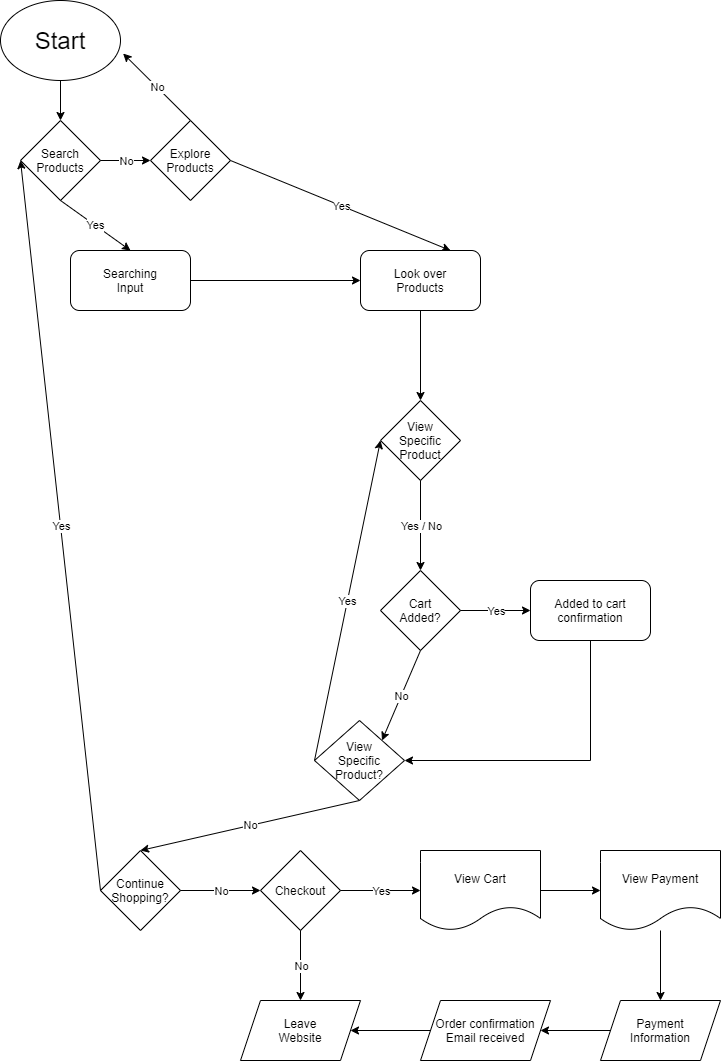 Start
No
Search
Products
No
Explore
Products
Yes
Yes
Searching
Input
Look over
Products
View
Specific
Product
Yes
Yes / No
Yes
Cart
Added?
Yes
Added to cart
confirmation
No
View
Specific
Product?
No
Continue
Shopping?
No
Checkout
Yes
View Cart
View Payment
No
Leave
Website
Order confirmation
Email received
Payment
Information